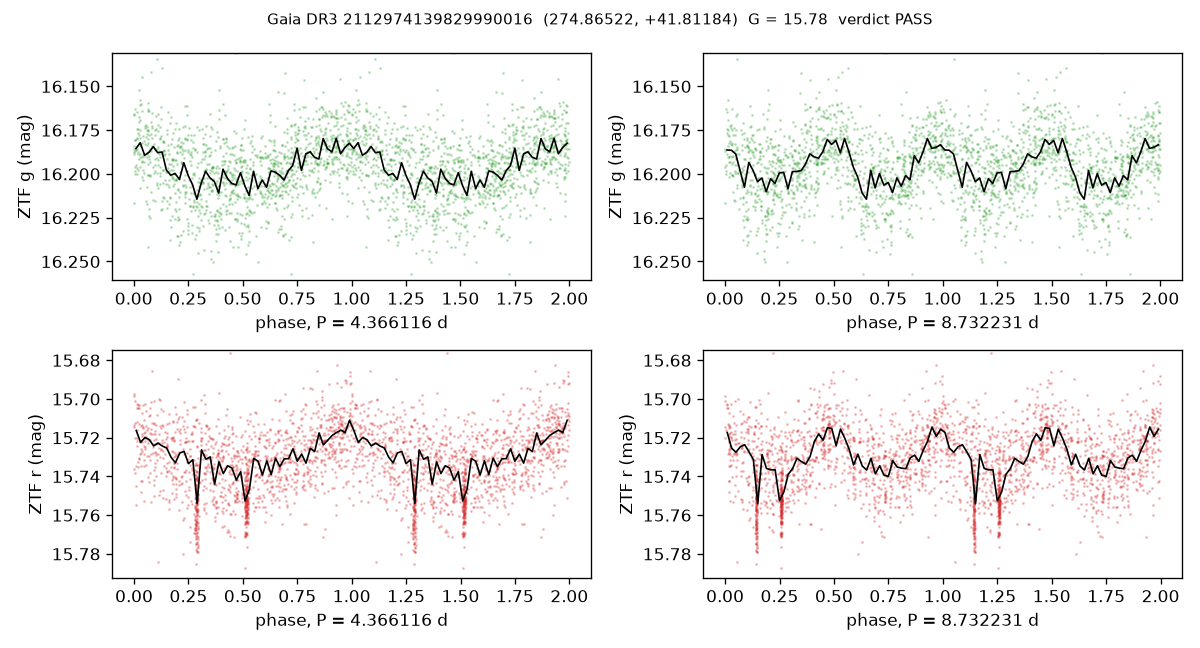 Gaia DR3 2112974139829990016 (274.86522, +41.81184) G = 15.78 verdict PASS
ZTF g (mag)
16.150
16.175
16.200
16.225
16.250
0.00 0.25 0.50 0.75 1.00 1.25 1.50 1.75 2.00
phase, P = 4.366116 d
ZTF g (mag)
16.150
16.175
16.200
16.225
16.250
0.00 0.25 0.50 0.75 1.00 1.25 1.50 1.75 2.00
phase, P = 8.732231 d
ZTF r (mag)
15.68
15.70
15.72
15.74
15.76
15.78
0.00 0.25 0.50 0.75 1.00 1.25 1.50 1.75 2.00
phase, P = 4.366116 d
ZTF r (mag)
15.68
15.70
15.72
15.74
15.76
15.78
0.00 0.25 0.50 0.75 1.00 1.25 1.50 1.75 2.00
phase, P = 8.732231 d